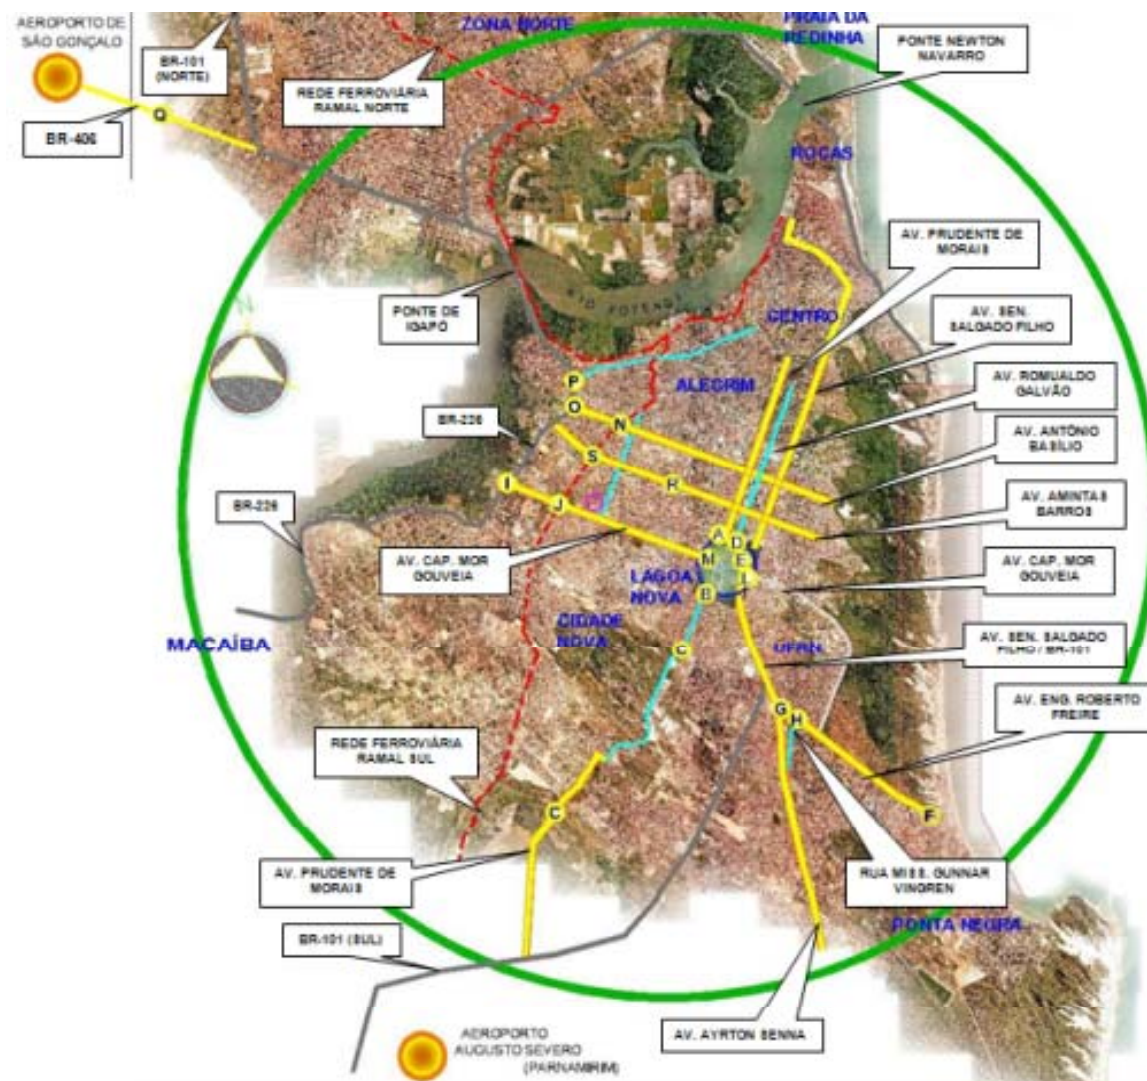 AEROPORTO DE
SÃO GONÇALO
ZONA NORTE
PRAIA DA
REDINHA
BR-101
(NORTE)
PONTE NEWTON
NAVARRO
REDE FERROVIÁRIA
RAMAL NORTE
Q
BR-406
ROCAS
AV. PRUDENTE DE
MORAIS
PONTE DE
IGAPÓ
RIO POTENGI
CENTRO
N
AV. SEN.
SALGADO FILHO
P
ALECRIM
AV. ROMUALDO
GALVÃO
O
BR-226
N
AV. ANTÔNIO
BASÍLIO
S
I
R
BR-226
J
AV. AMINTAS
BARROS
A
D
AV. CAP. MOR
GOUVEIA
M
E
AV. CAP. MOR
GOUVEIA
LAGOA
NOVA
L
B
CIDADE
NOVA
MACAÍBA
C
UFRN
AV. SEN. SALGADO
FILHO / BR-101
G
H
AV. ENG. ROBERTO
FREIRE
REDE FERROVIÁRIA
RAMAL SUL
C
F
AV. PRUDENTE DE
MORAIS
RUA MISS. GUNNAR
VINGREN
PONTA NEGRA
BR-101 (SUL)
AEROPORTO
AUGUSTO SEVERO
(PARNAMIRIM)
AV. AYRTON SENNA